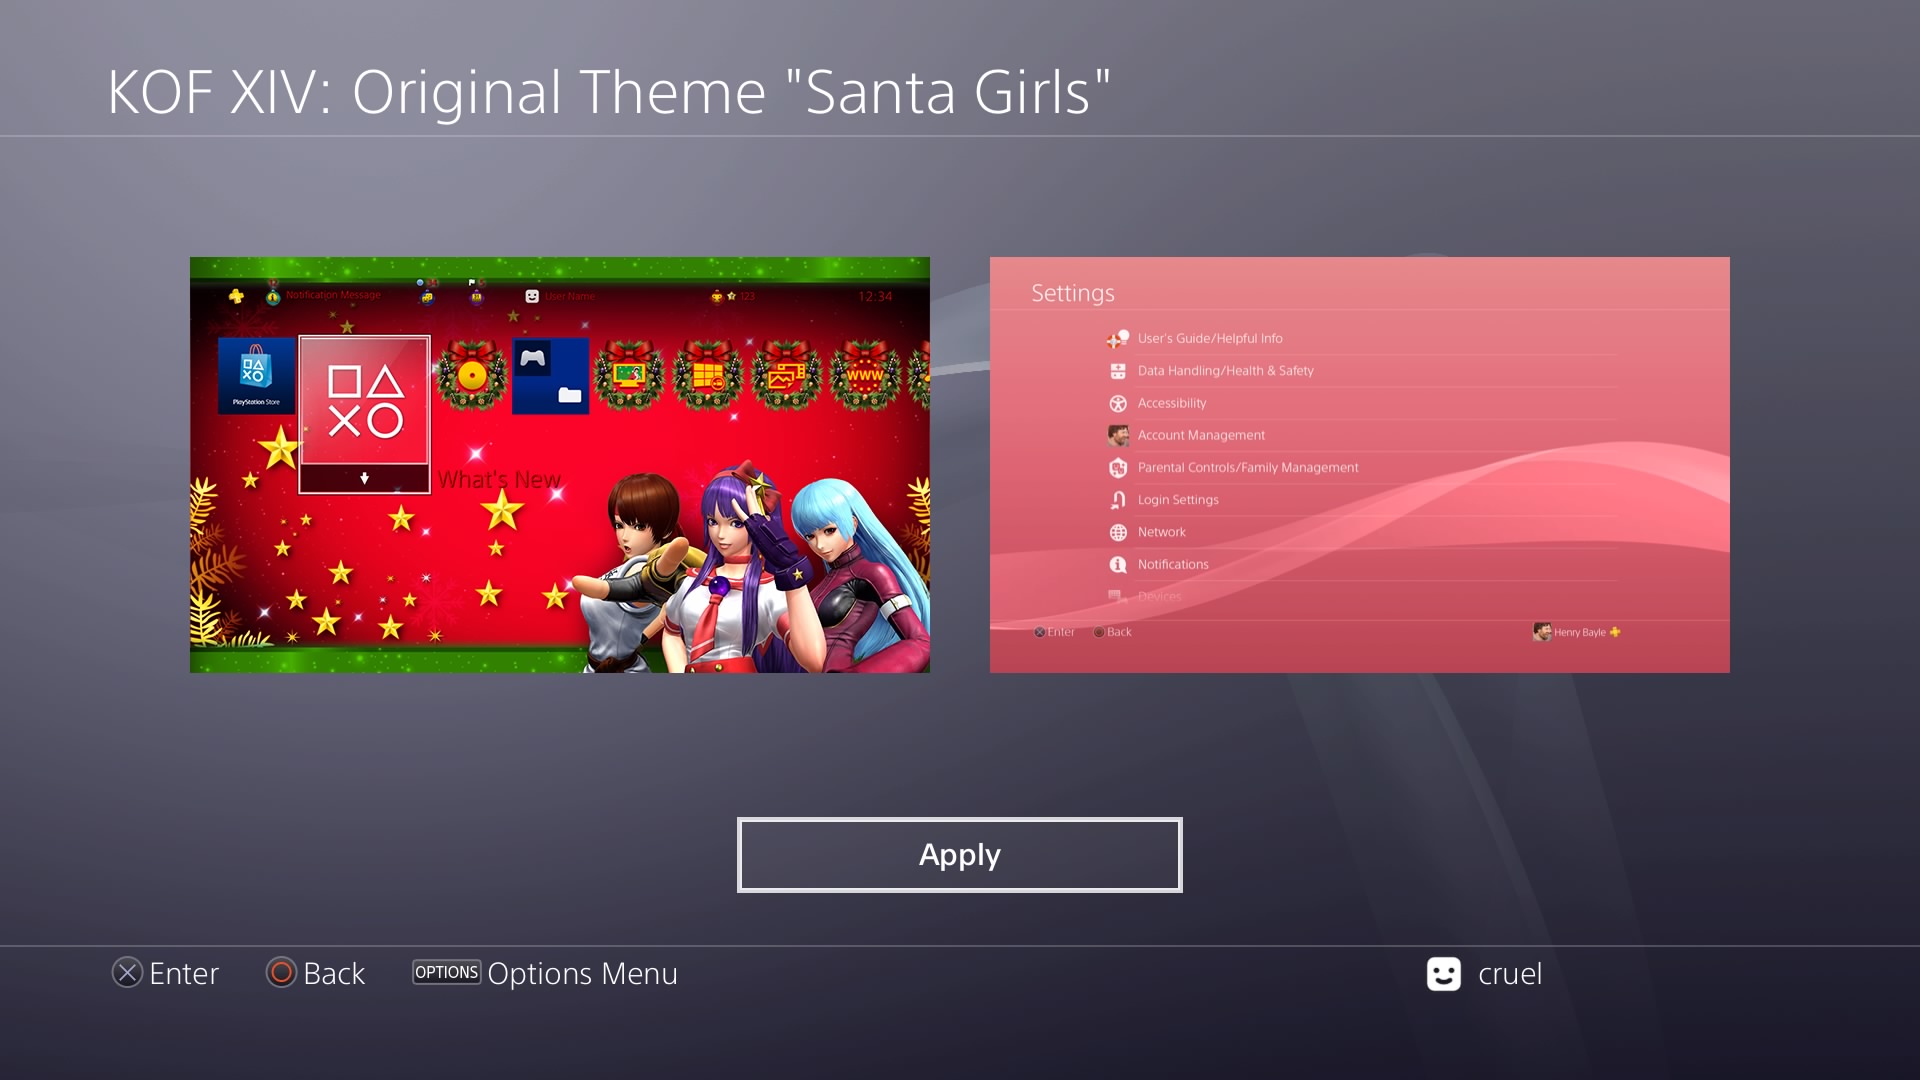 KOF XIV: Original Theme "Santa Girls"
Notification Message
User Name
123
12:34
PlayStation Store
WWW
What's New
Settings
User's Guide/Helpful Info
Data Handling/Health & Safety
Accessibility
Account Management
Parental Controls/Family Management
Login Settings
Network
Notifications
Devices
Enter Back
Henry Bayle
Apply
Enter Back OPTIONS Options Menu
cruel